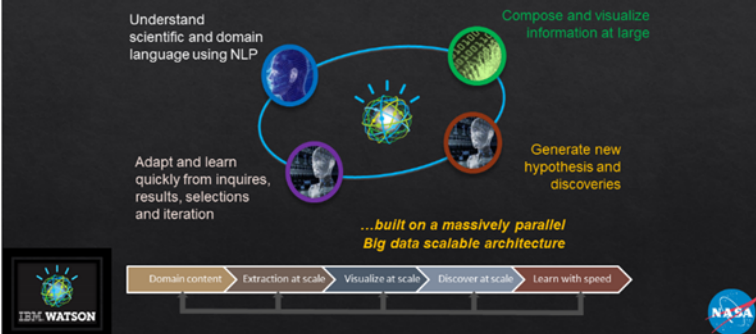 Understand
scientific and domain
language using NLP
Compose and visualize
information at large
Adapt and learn
quickly from inquires,
results, selections
and iteration
Generate new
hypothesis and
discoveries
...built on a massively parallel
Big data scalable architecture
Domain content
Extraction at scale
Visualize at scale
Discover at scale
Learn with speed
IBM WATSON
NASA